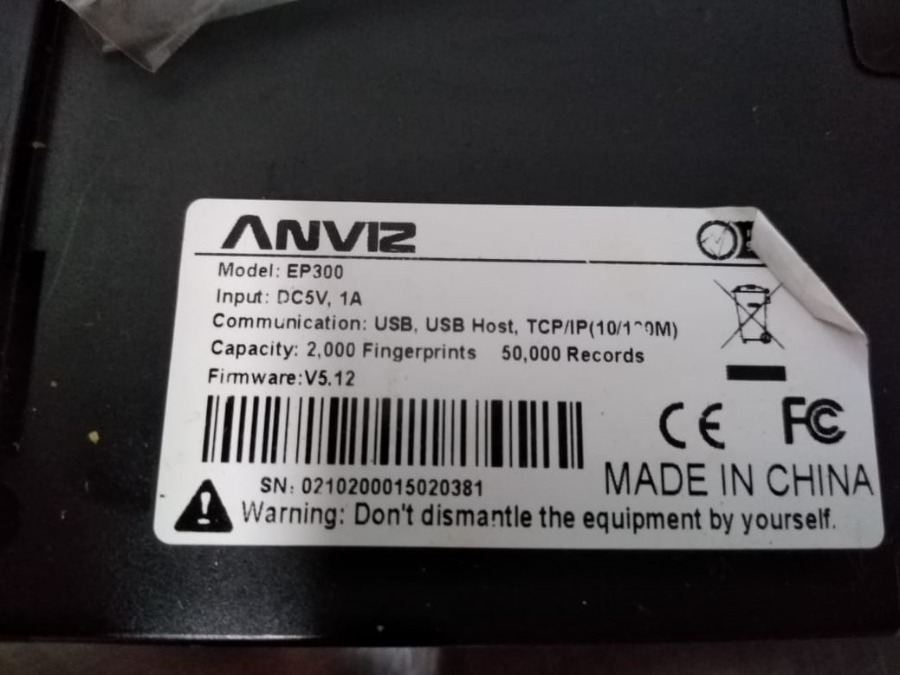 ANVIZ
Model: EP300
Input: DC5V, 1A
Communication: USB, USB Host, TCP/IP(10/100M)
Capacity: 2,000 Fingerprints 50,000 Records
Firmware:V5.12
CE FC
MADE IN CHINA
SN: 0210200015020381
Warning: Don't dismantle the equipment by yourself.